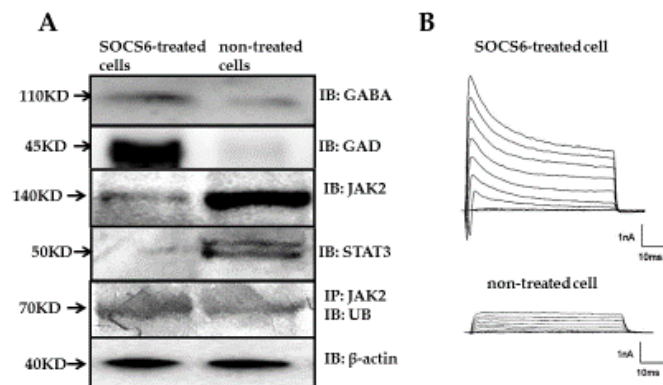 A
B
SOCS6-treated non-treated
cells cells
SOCS6-treated cell
110KD
IB: GABA
45KD
IB: GAD
140KD
IB: JAK2
1nA
10ms
50KD
IB: STAT3
non-treated cell
70KD
IP: JAK2
IB: UB
40KD
IB: β-actin
1nA
10ms